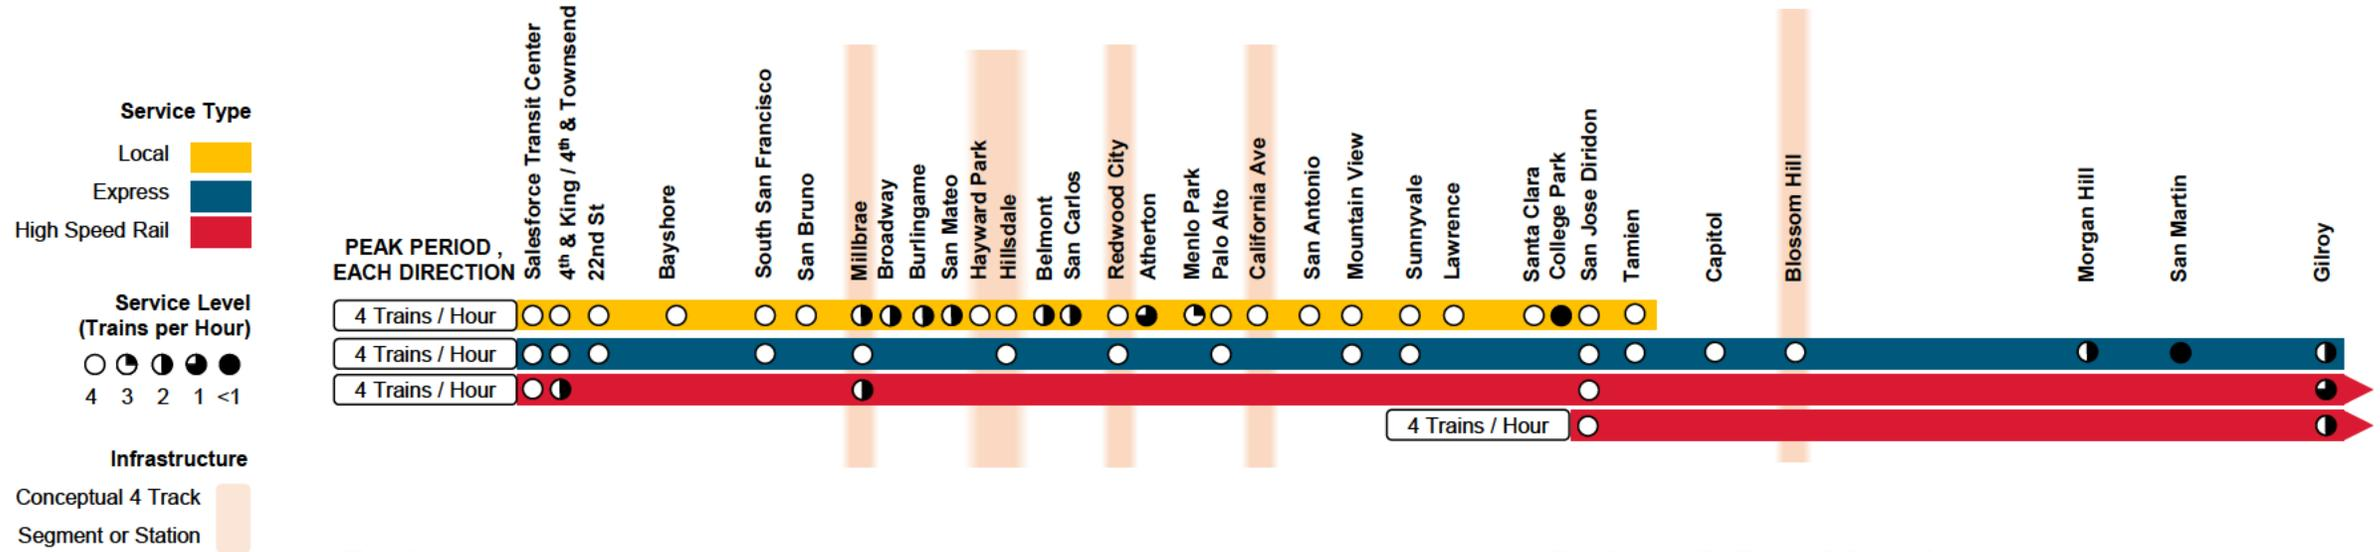 Service Type
Local
Express
High Speed Rail
Service Level
(Trains per Hour)
4 3 2 1 <1
Infrastructure
Conceptual 4 Track
Segment or Station
PEAK PERIOD ,
EACH DIRECTION
Salesforce Transit Center
4th & King / 4th & Townsend
22nd St
Bayshore
South San Francisco
San Bruno
Millbrae
Broadway
Burlingame
San Mateo
Hayward Park
Hillsdale
Belmont
San Carlos
Redwood City
Atherton
Menlo Park
Palo Alto
California Ave
San Antonio
Mountain View
Sunnyvale
Lawrence
Santa Clara
College Park
San Jose Diridon
Tamien
Capitol
Blossom Hill
Morgan Hill
San Martin
Gilroy
4 Trains / Hour
4 Trains / Hour
4 Trains / Hour
4 Trains / Hour